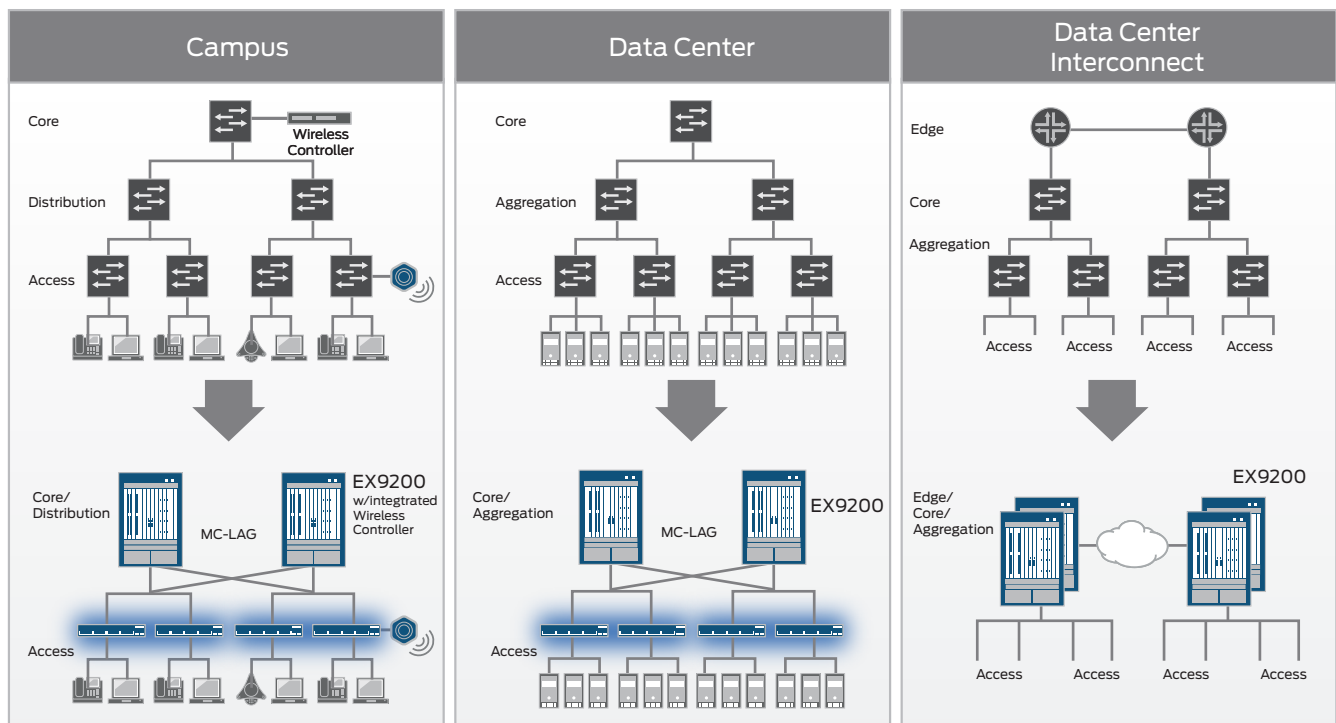 Campus
Core
Wireless
Controller
Distribution
Access
Core/
Distribution
MC-LAG
EX9200
w/integtrated
Wireless
Controller
Access
Data Center
Core
Aggregation
Access
Core/
Aggregation
MC-LAG
EX9200
Access
Data Center
Interconnect
Edge
Core
Aggregation
Access
Access
Access
Access
EX9200
Edge/
Core/
Aggregation
Access
Access
Access
Access